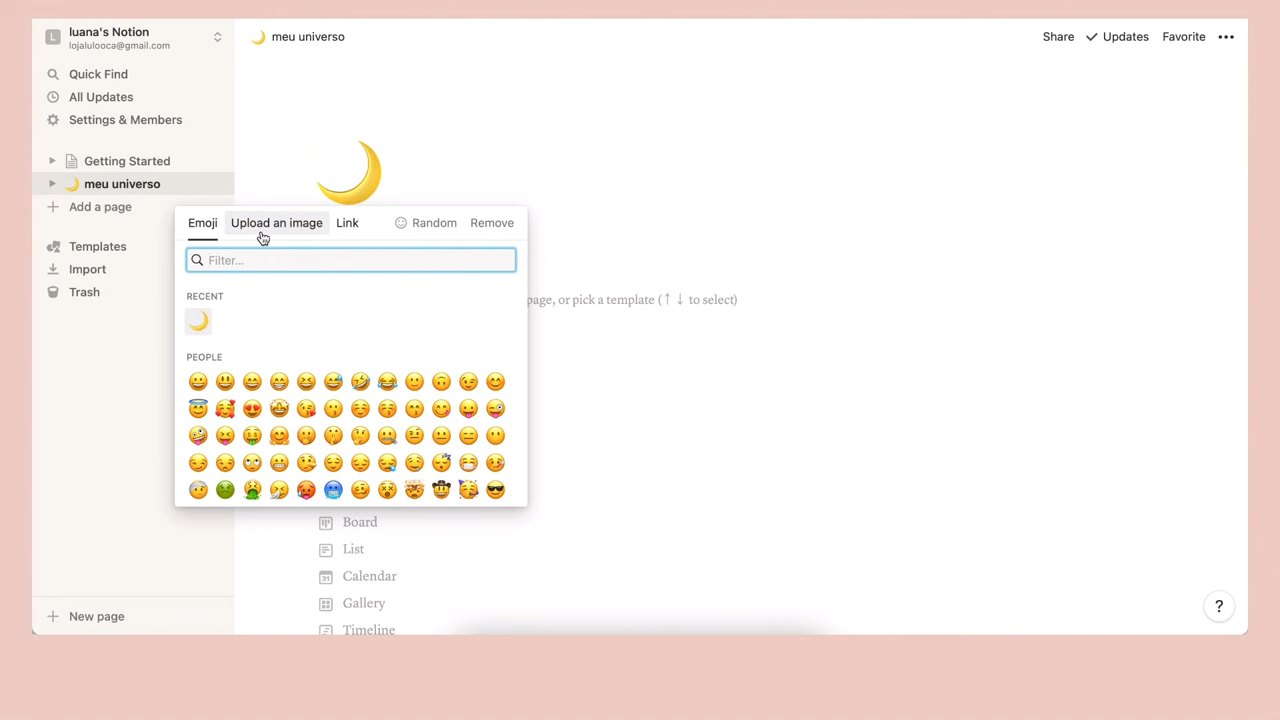 L
luana's Notion
lojalulooca@gmail.com
Quick Find
All Updates
Settings & Members
Getting Started
🌙 meu universo
Add a page
Templates
Import
Trash
New page
🌙 meu universo
Share ✓ Updates Favorite •••
Emoji Upload an image Link Random Remove
Filter...
RECENT
PEOPLE
page, or pick a template (↑ ↓ to select)
Board
List
31 Calendar
Gallery
Timeline
?